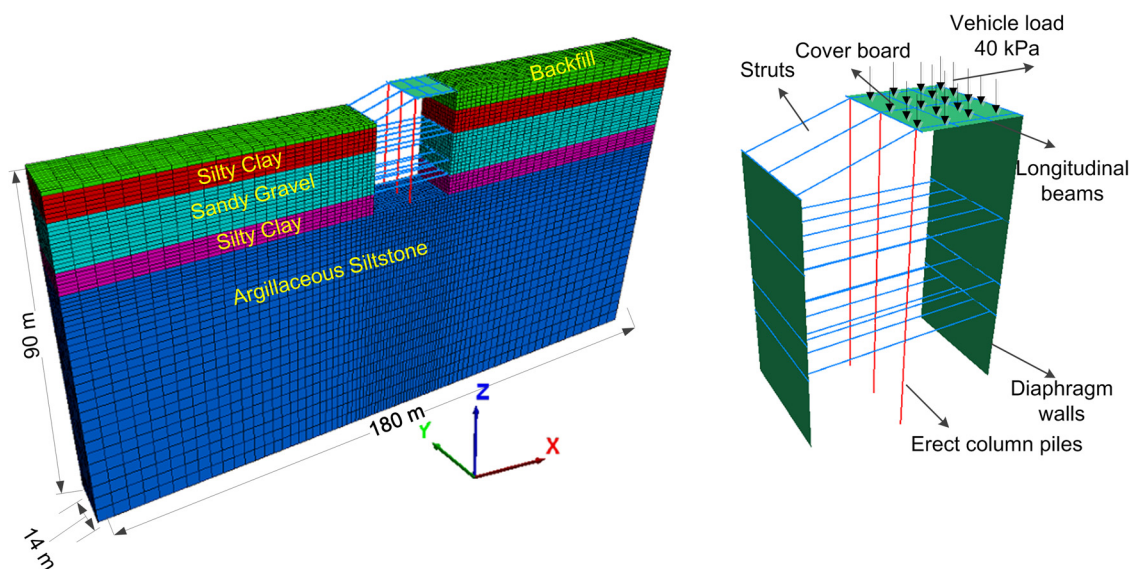 Backfill
Silty Clay
Sandy Gravel
Silty Clay
Argillaceous Siltstone
90 m
14 m
180 m
X
Y
Z
Vehicle load
40 kPa
Cover board
Struts
Longitudinal
beams
Diaphragm
walls
Erect column piles